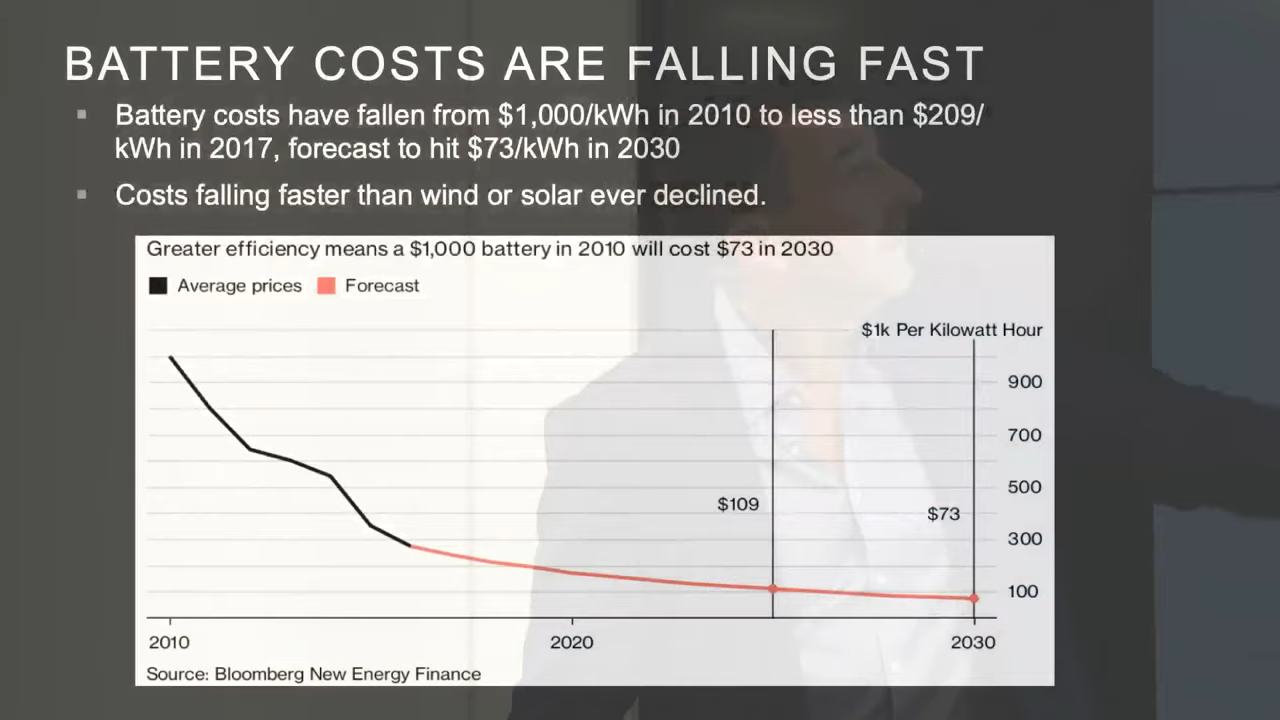 BATTERY COSTS ARE FALLING FAST
Battery costs have fallen from $1,000/kWh in 2010 to less than $209/
kWh in 2017, forecast to hit $73/kWh in 2030
Costs falling faster than wind or solar ever declined.
Greater efficiency means a $1,000 battery in 2010 will cost $73 in 2030
Average prices Forecast
$1k Per Kilowatt Hour
900
700
500
$109
$73
300
100
2010 2020 2030
Source: Bloomberg New Energy Finance